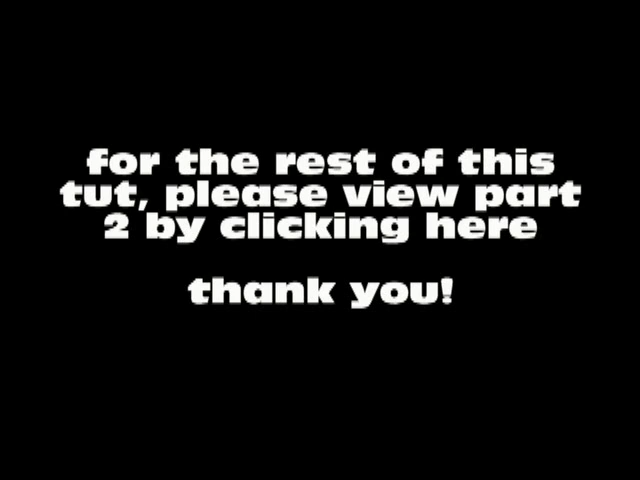 for the rest of this
tut, please view part
2 by clicking here
thank you!